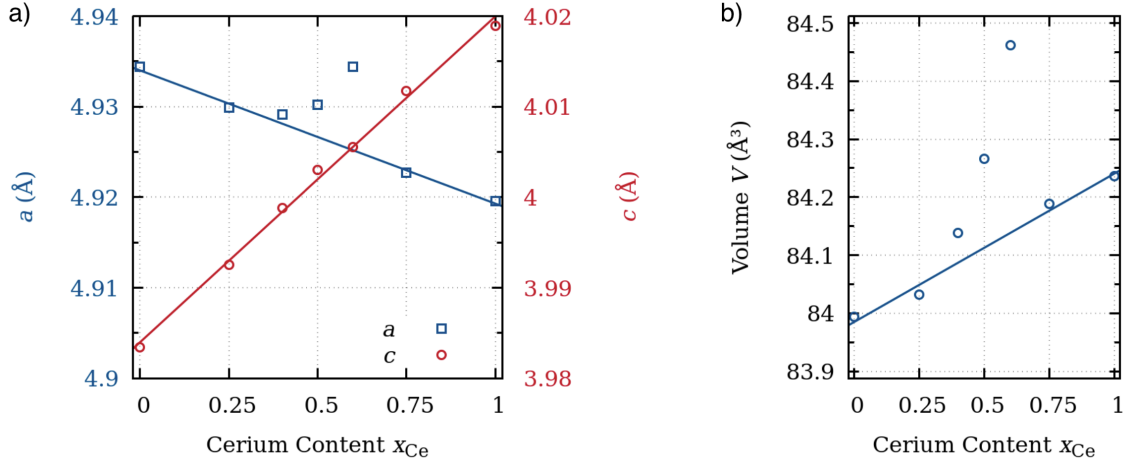 a)
4.94
4.93
4.92
4.91
4.9
a (Å)
4.02
4.01
4
3.99
3.98
c (Å)
a
c
0 0.25 0.5 0.75 1
Cerium Content xCe
b)
84.5
84.4
84.3
84.2
84.1
84
83.9
Volume V (Å³)
0 0.25 0.5 0.75 1
Cerium Content xCe